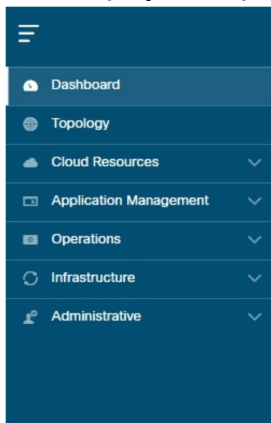 Dashboard
Topology
Cloud Resources
Application Management
Operations
Infrastructure
Administrative